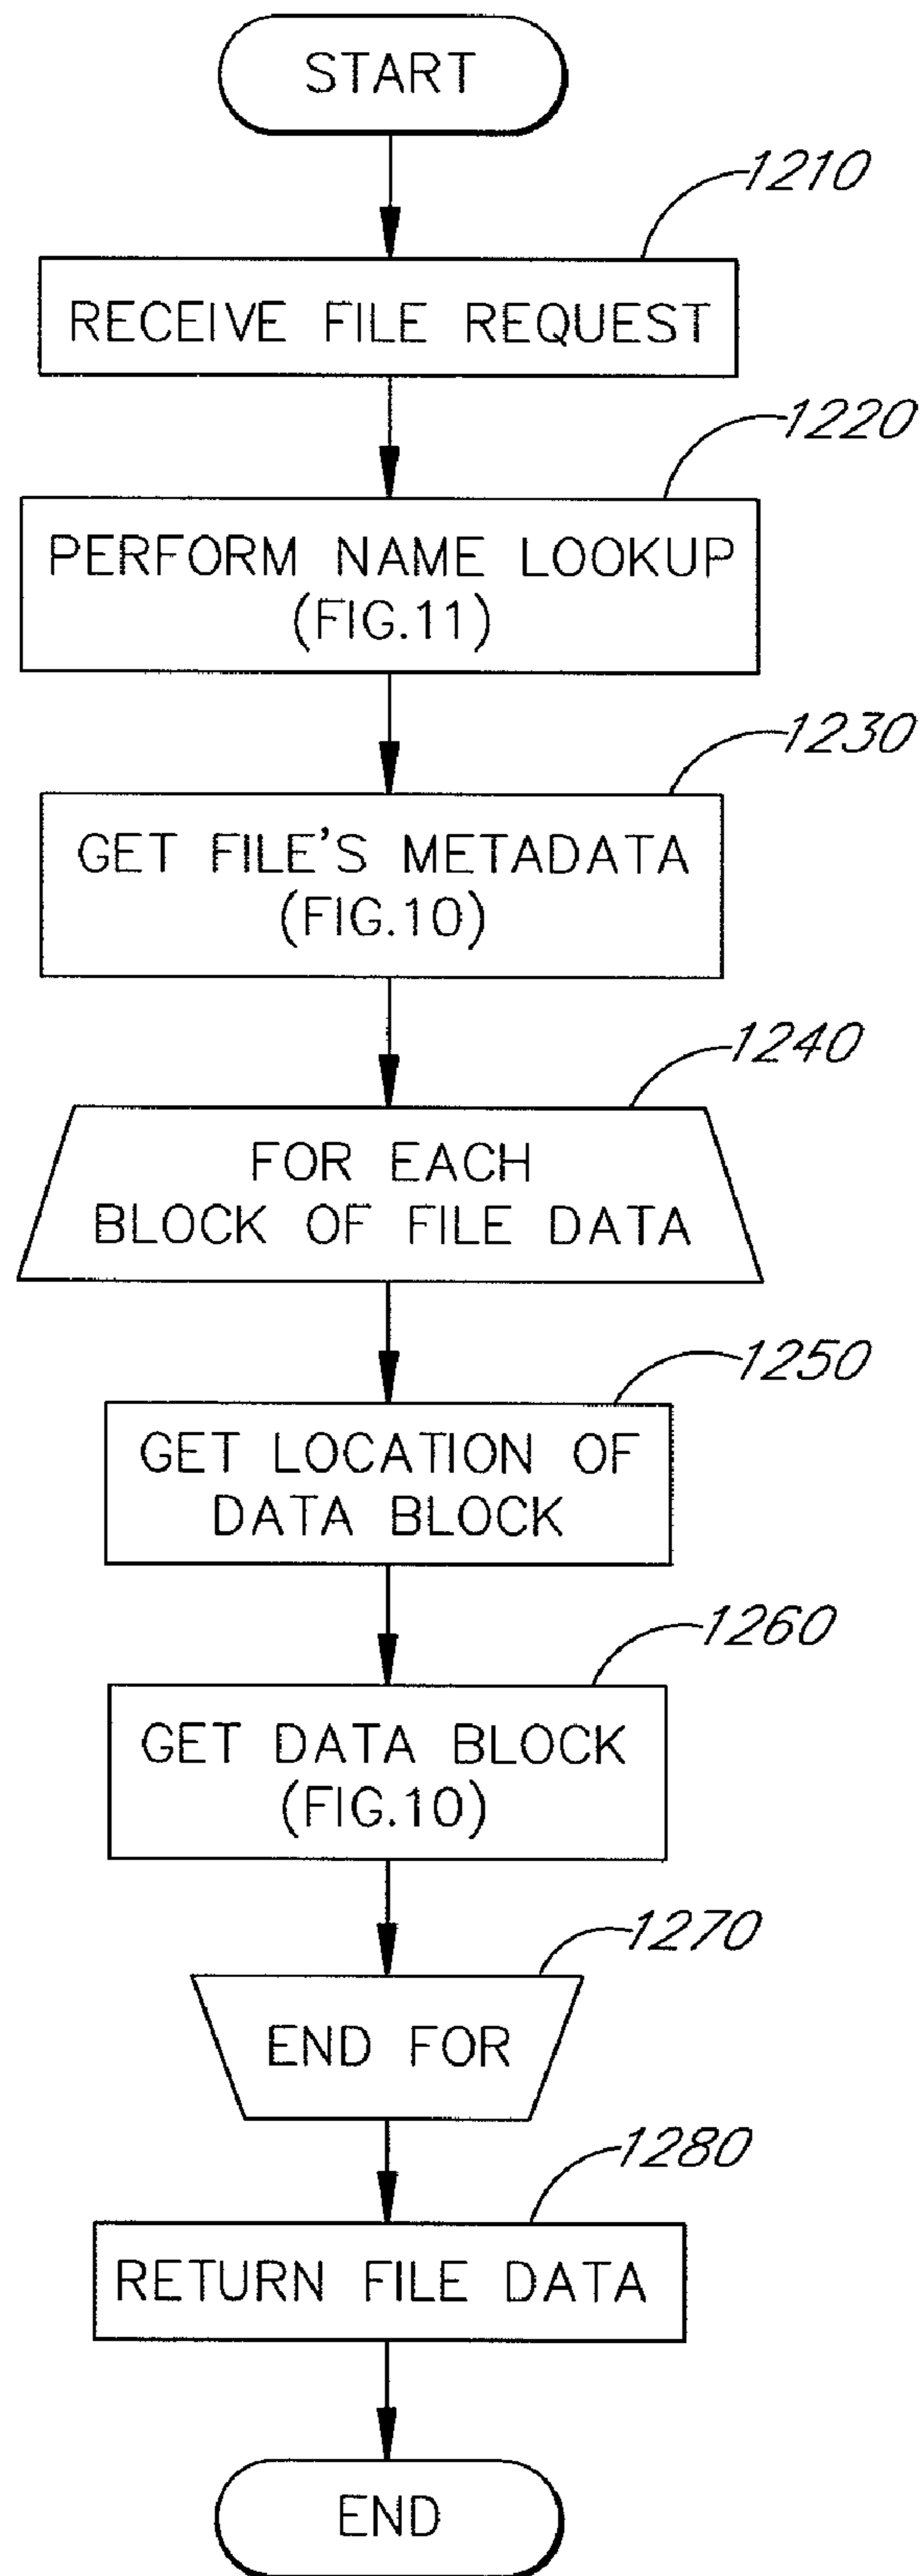 START
1210
RECEIVE FILE REQUEST
1220
PERFORM NAME LOOKUP
(FIG.11)
1230
GET FILE'S METADATA
(FIG.10)
1240
FOR EACH
BLOCK OF FILE DATA
1250
GET LOCATION OF
DATA BLOCK
1260
GET DATA BLOCK
(FIG.10)
1270
END FOR
1280
RETURN FILE DATA
END